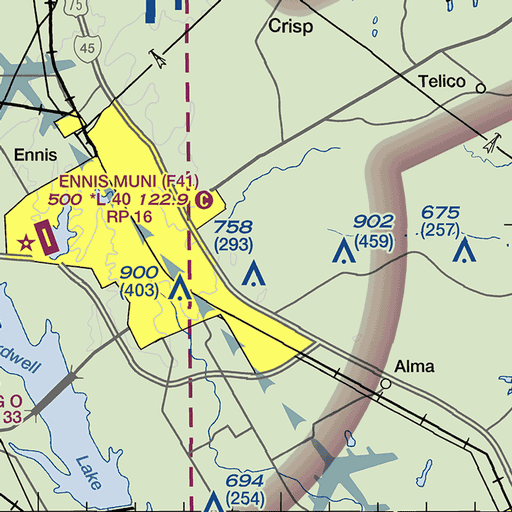 75
45
Crisp
Telico
Ennis
ENNIS MUNI (F41)
500 *L 40 122.9 C
RP 16
758
(293)
902
(459)
675
(257)
900
(403)
Alma
G O
33
rdwell
Lake
694
(254)